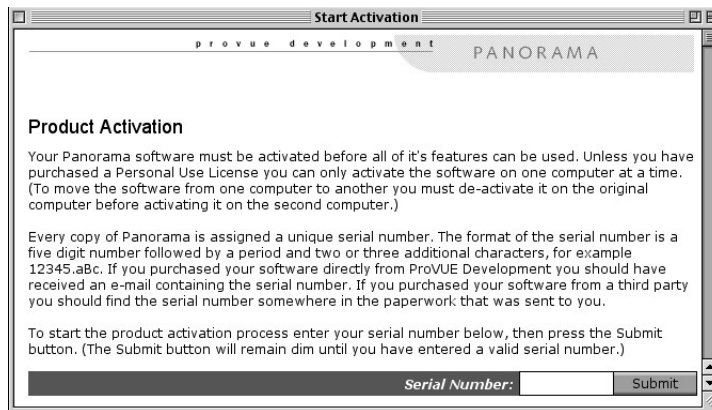 Start Activation
provue development
PANORAMA
Product Activation
Your Panorama software must be activated before all of it's features can be used. Unless you have
purchased a Personal Use License you can only activate the software on one computer at a time.
(To move the software from one computer to another you must de-activate it on the original
computer before activating it on the second computer.)
Every copy of Panorama is assigned a unique serial number. The format of the serial number is a
five digit number followed by a period and two or three additional characters, for example
12345.aBc. If you purchased your software directly from ProVUE Development you should have
received an e-mail containing the serial number. If you purchased your software from a third party
you should find the serial number somewhere in the paperwork that was sent to you.
To start the product activation process enter your serial number below, then press the Submit
button. (The Submit button will remain dim until you have entered a valid serial number.)
Serial Number:
Submit